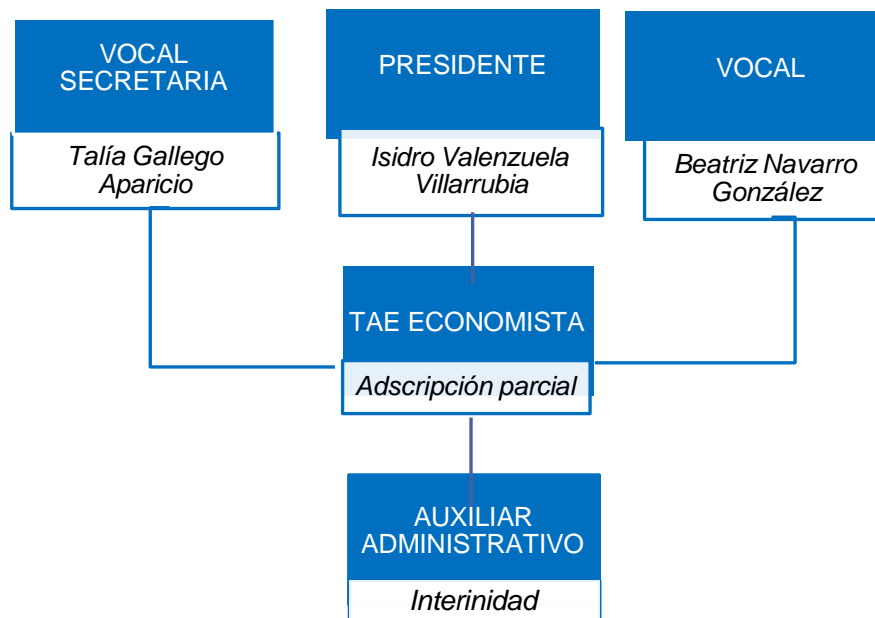 VOCAL
SECRETARIA
Talía Gallego
Aparicio
PRESIDENTE
Isidro Valenzuela
Villarrubia
VOCAL
Beatriz Navarro
González
TAE ECONOMISTA
Adscripción parcial
AUXILIAR
ADMINISTRATIVO
Interinidad